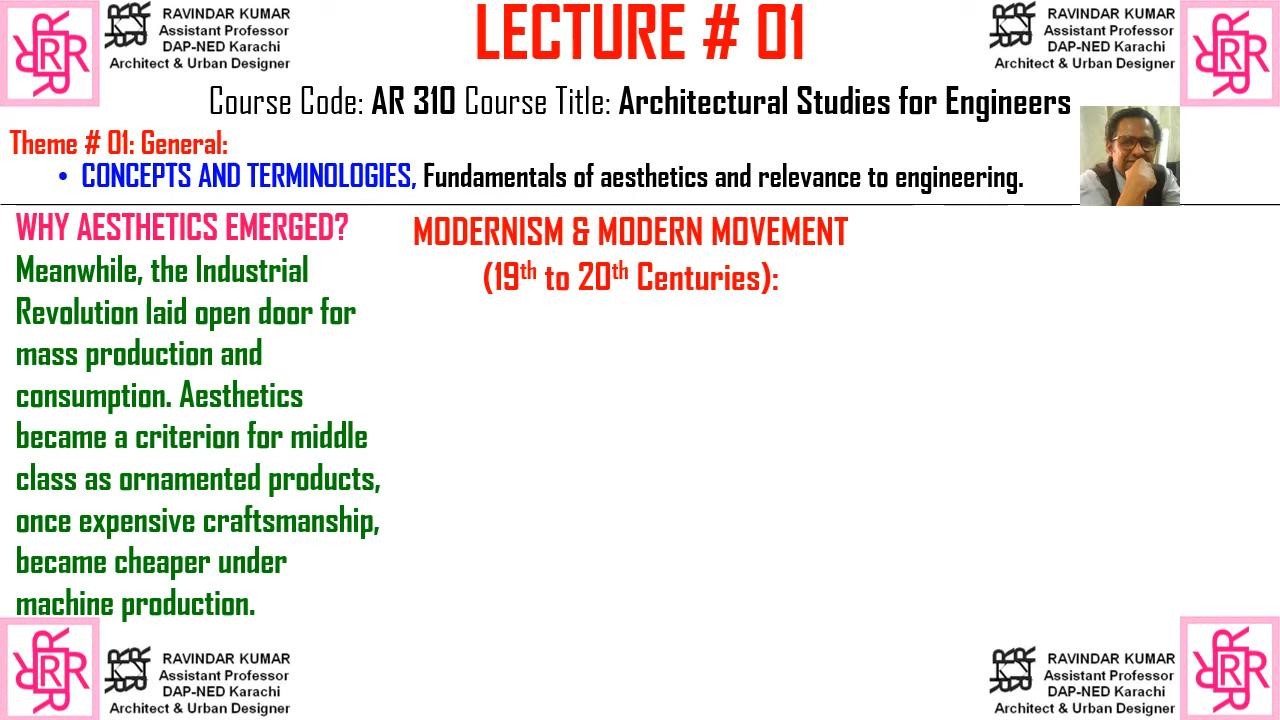 RAVINDAR KUMAR
Assistant Professor
DAP-NED Karachi
Architect & Urban Designer
LECTURE # 01
RAVINDAR KUMAR
Assistant Professor
DAP-NED Karachi
Architect & Urban Designer
Course Code: AR 310 Course Title: Architectural Studies for Engineers
Theme # 01: General:
• CONCEPTS AND TERMINOLOGIES, Fundamentals of aesthetics and relevance to engineering.
WHY AESTHETICS EMERGED?
Meanwhile, the Industrial
Revolution laid open door for
mass production and
consumption. Aesthetics
became a criterion for middle
class as ornamented products,
once expensive craftsmanship,
became cheaper under
machine production.
MODERNISM & MODERN MOVEMENT
(19th to 20th Centuries):
RAVINDAR KUMAR
Assistant Professor
DAP-NED Karachi
Architect & Urban Designer
RAVINDAR KUMAR
Assistant Professor
DAP-NED Karachi
Architect & Urban Designer